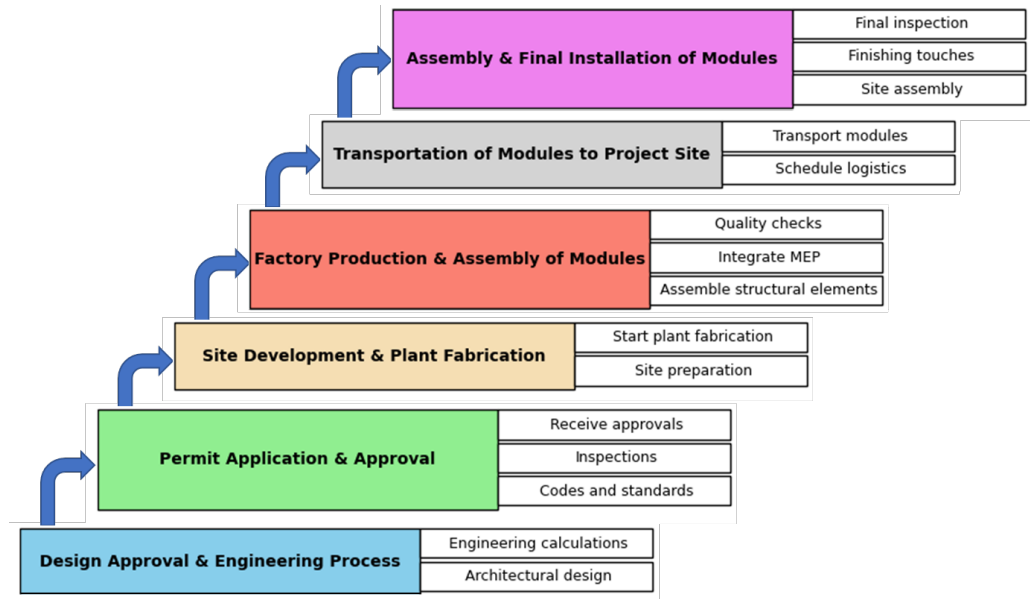 Assembly & Final Installation of Modules
Final inspection
Finishing touches
Site assembly
Transportation of Modules to Project Site
Transport modules
Schedule logistics
Factory Production & Assembly of Modules
Quality checks
Integrate MEP
Assemble structural elements
Site Development & Plant Fabrication
Start plant fabrication
Site preparation
Permit Application & Approval
Receive approvals
Inspections
Codes and standards
Design Approval & Engineering Process
Engineering calculations
Architectural design